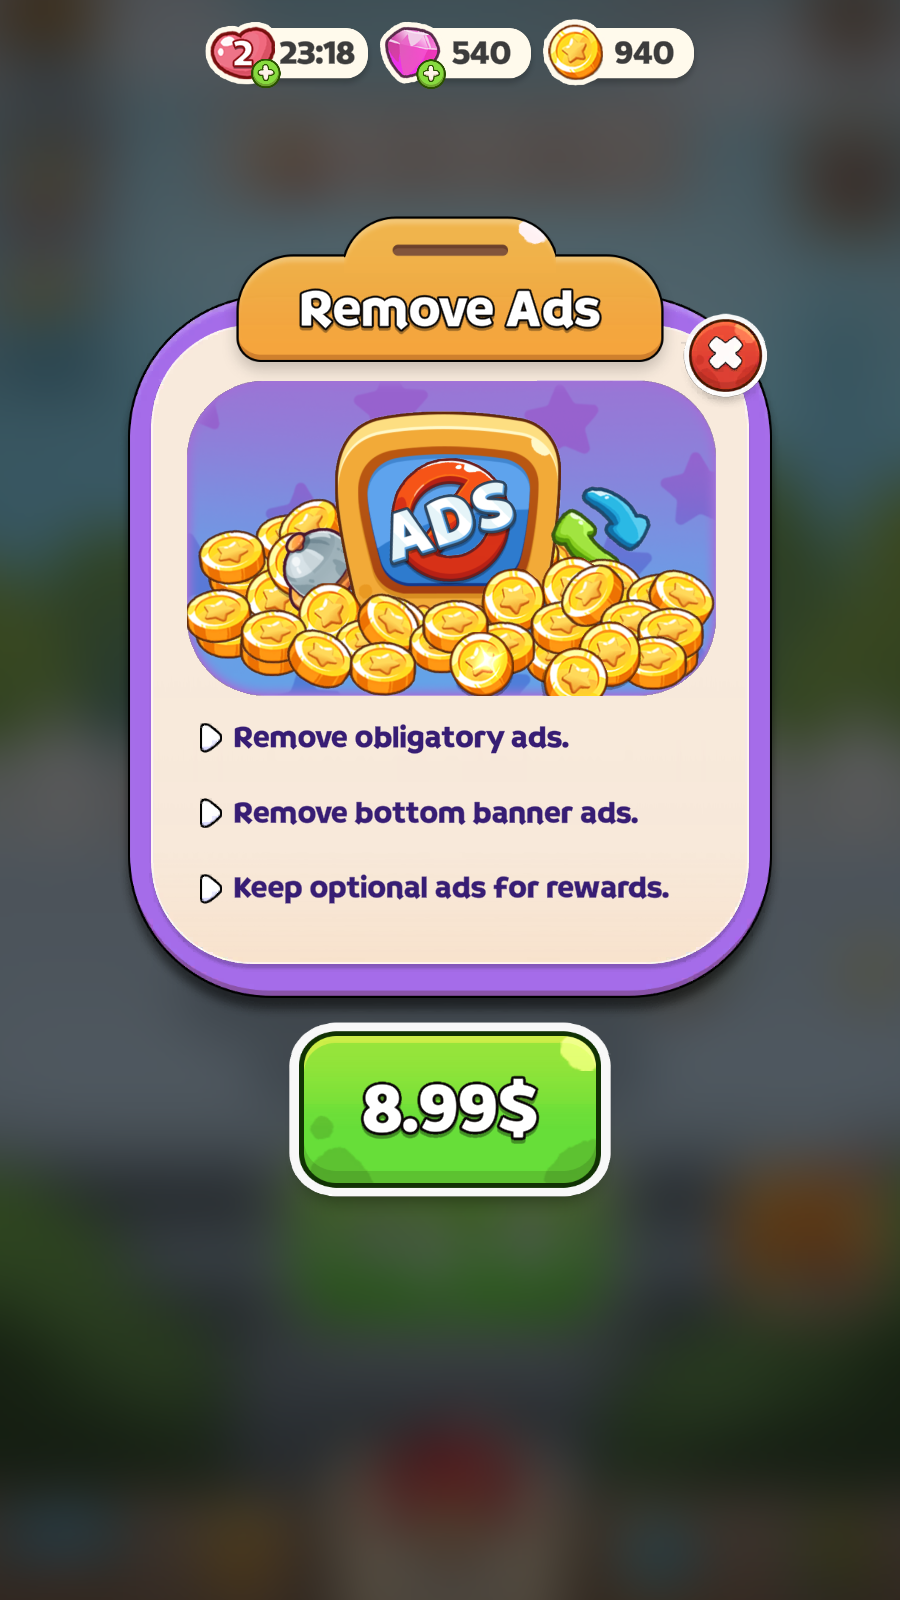 2 23:18 540 940
Remove Ads
ADS
Remove obligatory ads.
Remove bottom banner ads.
Keep optional ads for rewards.
8.99$